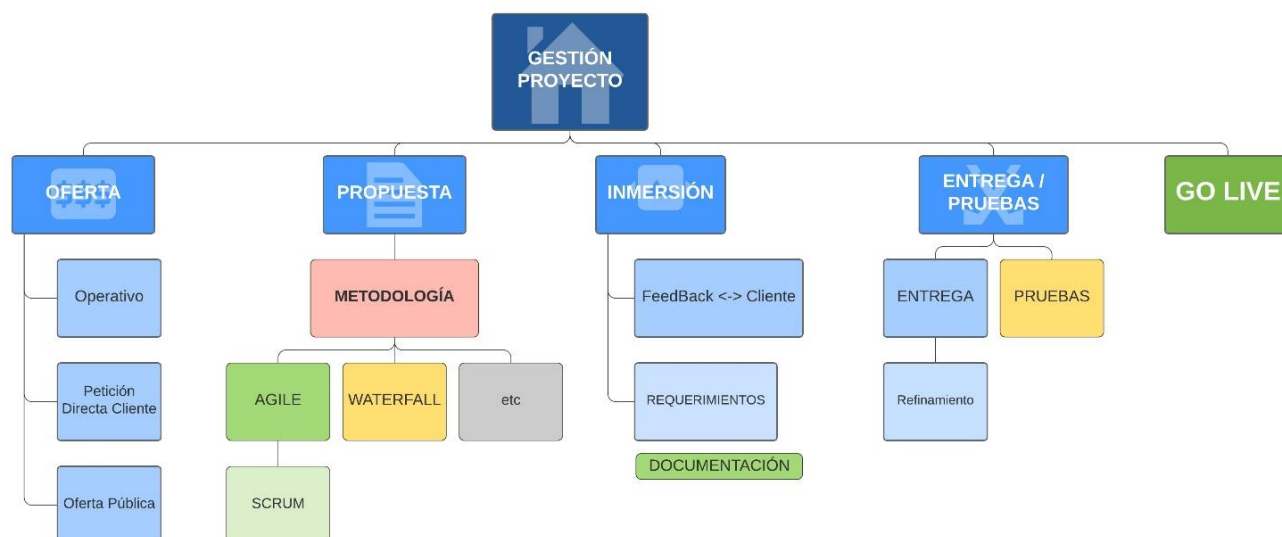 GESTIÓN
PROYECTO
OFERTA
$$$
PROPUESTA
INMERSIÓN
ENTREGA /
PRUEBAS
GO LIVE
Operativo
METODOLOGÍA
FeedBack <-> Cliente
ENTREGA
PRUEBAS
Petición
Directa Cliente
AGILE
WATERFALL
etc
REQUERIMIENTOS
Refinamiento
DOCUMENTACIÓN
Oferta Pública
SCRUM